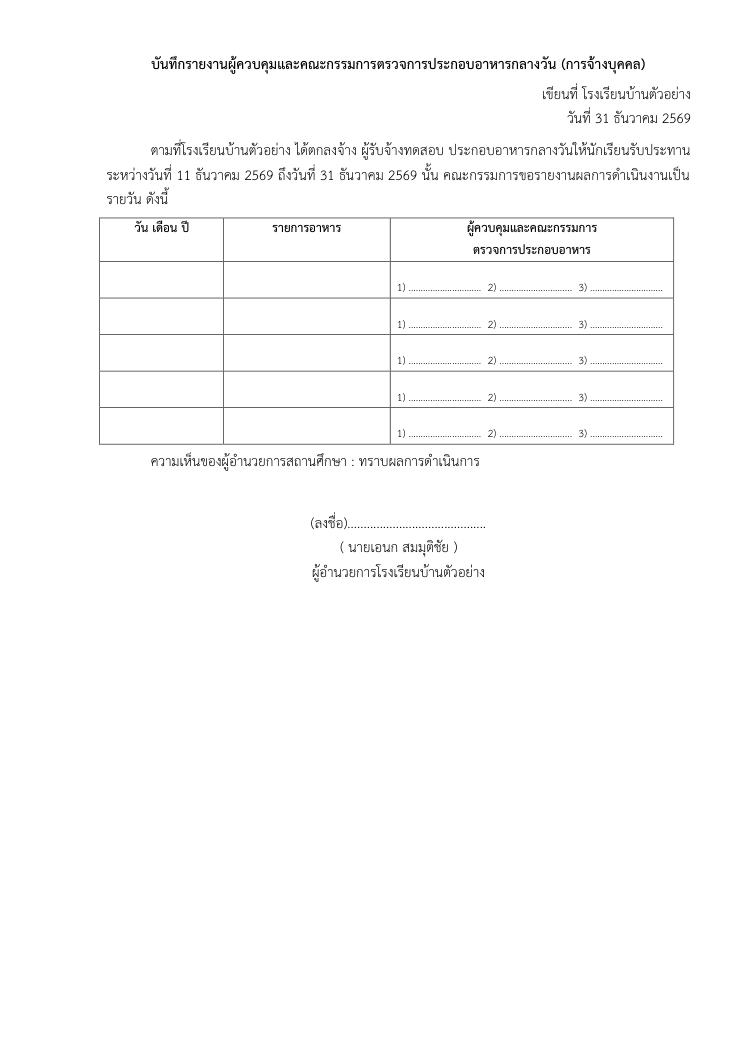 บันทึกรายงานผู้ควบคุมและคณะกรรมการตรวจการประกอบอาหารกลางวัน (การจ้างบุคคล)
เขียนที่ โรงเรียนบ้านตัวอย่าง
วันที่ 31 ธันวาคม 2569
ตามที่โรงเรียนบ้านตัวอย่าง ได้ตกลงจ้าง ผู้รับจ้างทดสอบ ประกอบอาหารกลางวันให้นักเรียนรับประทาน
ระหว่างวันที่ 11 ธันวาคม 2569 ถึงวันที่ 31 ธันวาคม 2569 นั้น คณะกรรมการขอรายงานผลการดำเนินงานเป็น
รายวัน ดังนี้
วัน เดือน ปี รายการอาหาร ผู้ควบคุมและคณะกรรมการ
ตรวจการประกอบอาหาร
1) ............................ 2) ............................ 3) ............................
1) ............................ 2) ............................ 3) ............................
1) ............................ 2) ............................ 3) ............................
1) ............................ 2) ............................ 3) ............................
1) ............................ 2) ............................ 3) ............................
ความเห็นของผู้อำนวยการสถานศึกษา : ทราบผลการดำเนินการ
(ลงชื่อ)...........................................
( นายเอนก สมมุติชัย )
ผู้อำนวยการโรงเรียนบ้านตัวอย่าง